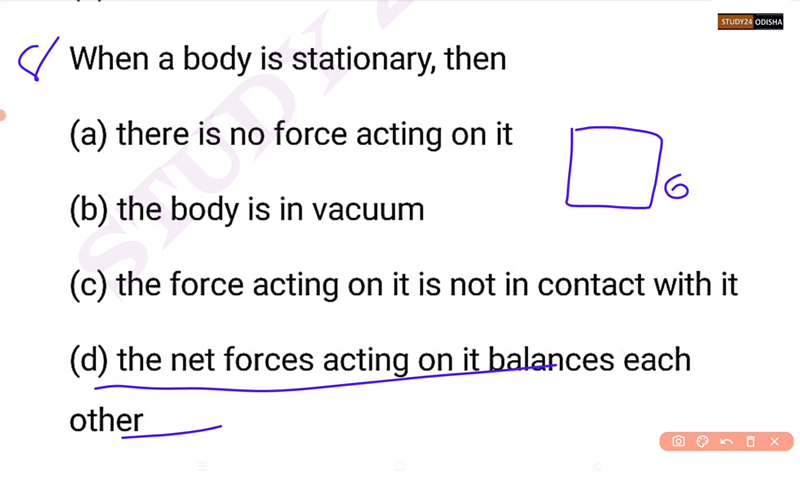 STUDY24 ODISHA
When a body is stationary, then
(a) there is no force acting on it
(b) the body is in vacuum
(c) the force acting on it is not in contact with it
(d) the net forces acting on it balances each
other